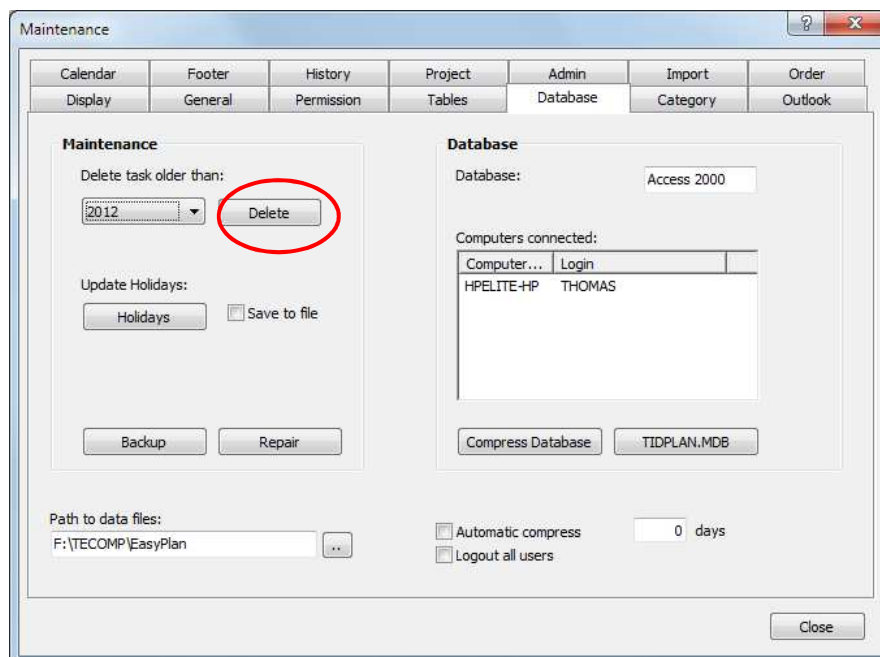 Maintenance
Calendar Footer History Project Admin Import Order
Display General Permission Tables Database Category Outlook
Maintenance
Delete task older than:
2012 Delete
Update Holidays:
Holidays Save to file
Backup Repair
Database
Database: Access 2000
Computers connected:
Compute... Login
HPELITE-HP THOMAS
Compress Database TIDPLAN.MDB
Path to data files:
F:\TECOMP\EasyPlan ..
Automatic compress 0 days
Logout all users
Close